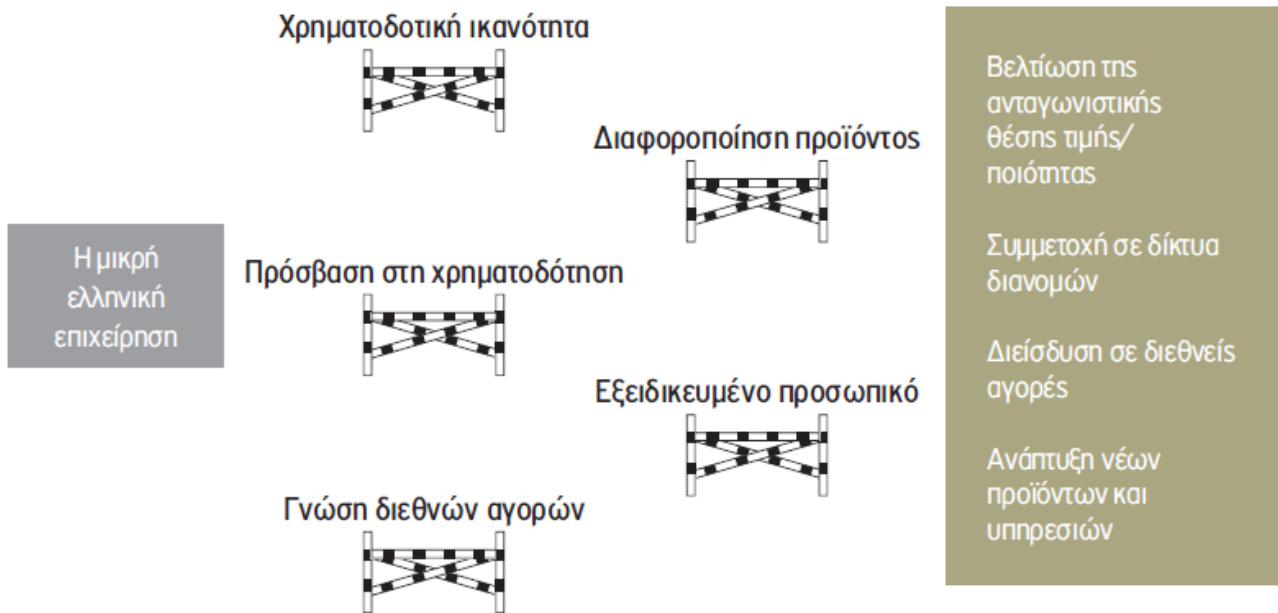 Χρηματοδοτική ικανότητα
Διαφοροποίηση προϊόντος
Η μικρή
ελληνική
επιχείρηση
Πρόσβαση στη χρηματοδότηση
Εξειδικευμένο προσωπικό
Γνώση διεθνών αγορών
Βελτίωση της
ανταγωνιστικής
θέσης τιμής/
ποιότητας
Συμμετοχή σε δίκτυα
διανομών
Διείσδυση σε διεθνείς
αγορές
Ανάπτυξη νέων
προϊόντων και
υπηρεσιών